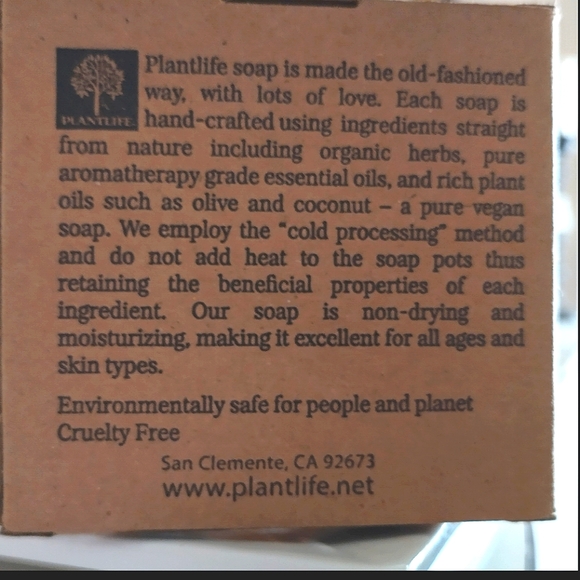 PLANTLIFE
Plantlife soap is made the old-fashioned
way, with lots of love. Each soap is
hand-crafted using ingredients straight
from nature including organic herbs, pure
aromatherapy grade essential oils, and rich plant
oils such as olive and coconut – a pure vegan
soap. We employ the "cold processing" method
and do not add heat to the soap pots thus
retaining the beneficial properties of each
ingredient. Our soap is non-drying and
moisturizing, making it excellent for all ages and
skin types.
Environmentally safe for people and planet
Cruelty Free
San Clemente, CA 92673
www.plantlife.net